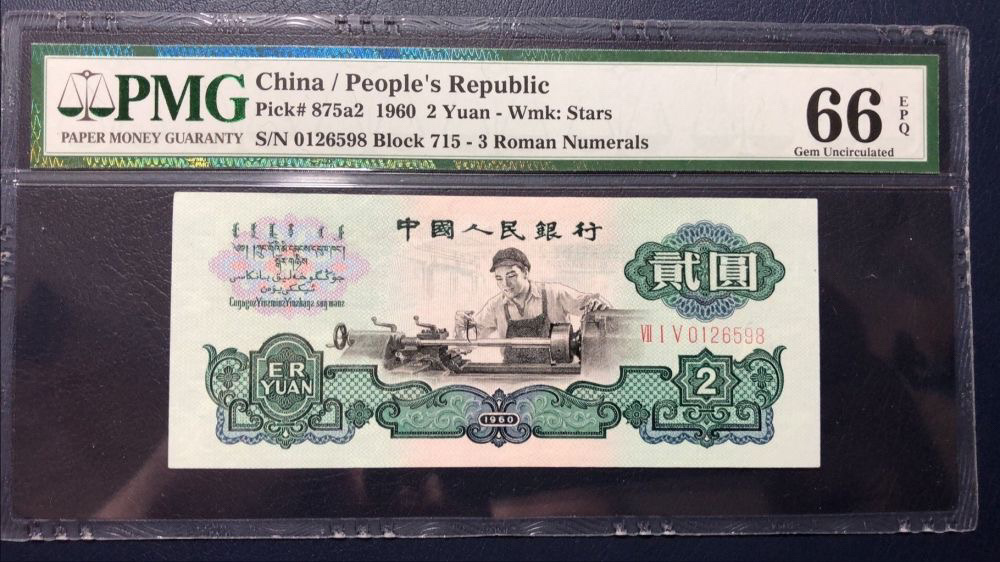 PMG
PAPER MONEY GUARANTY
China / People's Republic
Pick# 875a2 1960 2 Yuan - Wmk: Stars
S/N 0126598 Block 715 - 3 Roman Numerals
66 EPQ
Gem Uncirculated
中國人民銀行
貳圓
Ⅶ Ⅰ Ⅴ 0126598
ER
YUAN
1960
2